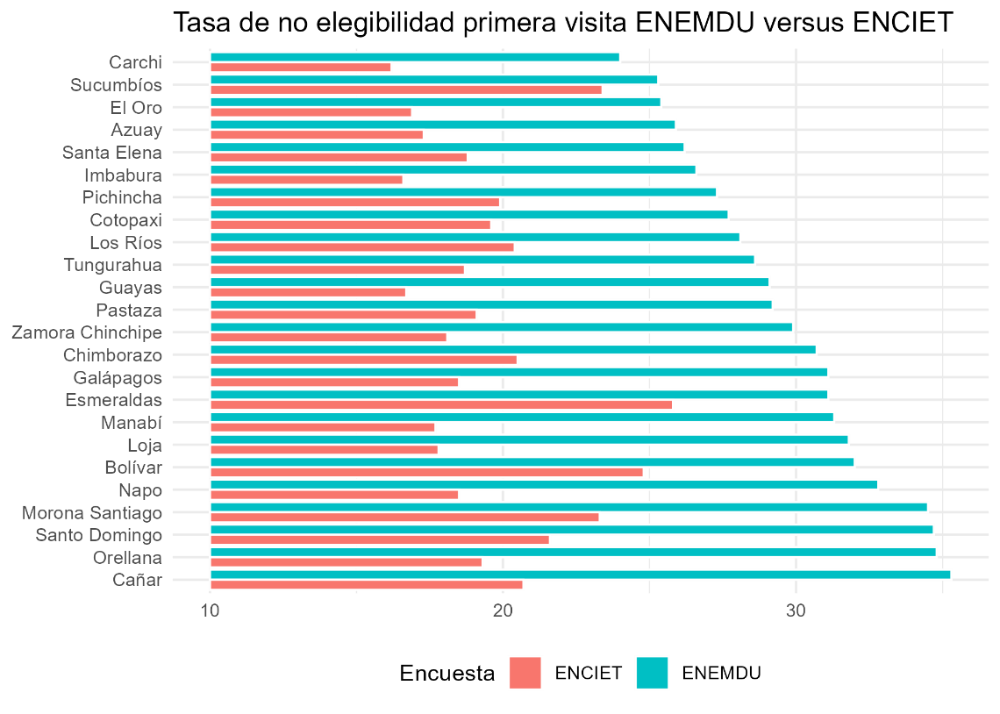 Tasa de no elegibilidad primera visita ENEMDU versus ENCIET
Carchi
Sucumbíos
El Oro
Azuay
Santa Elena
Imbabura
Pichincha
Cotopaxi
Los Ríos
Tungurahua
Guayas
Pastaza
Zamora Chinchipe
Chimborazo
Galápagos
Esmeraldas
Manabí
Loja
Bolívar
Napo
Morona Santiago
Santo Domingo
Orellana
Cañar
10 20 30
Encuesta ENCIET ENEMDU